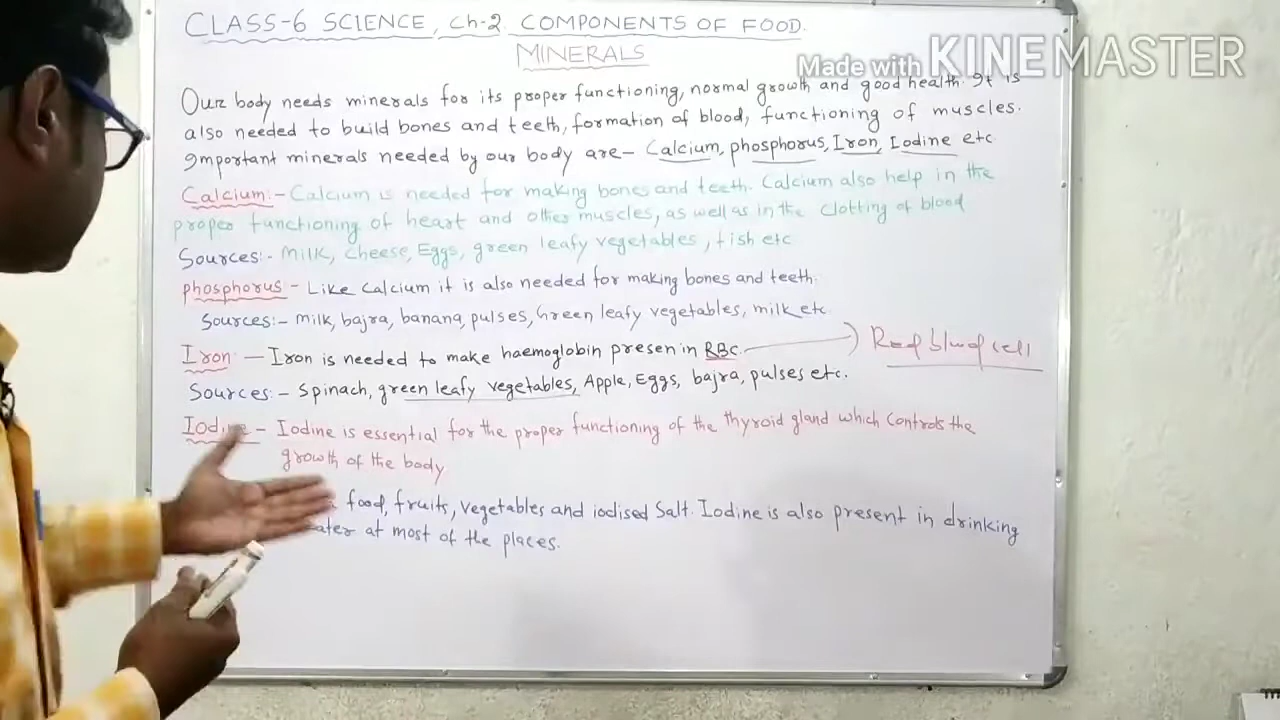 CLASS-6 SCIENCE, Ch-2 COMPONENTS OF FOOD.
MINERALS
Made with KINEMASTER
Our body needs minerals for its proper functioning, normal growth and good health. It is
also needed to build bones and teeth, formation of blood, functioning of muscles.
Important minerals needed by our body are- Calcium, phosphorus, Iron, Iodine etc
Calcium:- Calcium is needed for making bones and teeth. Calcium also help in the
proper functioning of heart and other muscles, as well as in the clotting of blood
Sources:- Milk, Cheese, Eggs, green leafy vegetables, fish etc
phosphorus - Like Calcium it is also needed for making bones and teeth.
Sources:- milk, bajra, banana, pulses, Green leafy vegetables, milk etc.
Iron - Iron is needed to make haemoglobin presen in RBC. Red blood cell
Sources:- Spinach, green leafy vegetables, Apple, Eggs, bajra, pulses etc.
Iodine - Iodine is essential for the proper functioning of the thyroid gland which controls the
growth of the body
food, fruits, vegetables and iodised Salt. Iodine is also present in drinking
at most of the places.